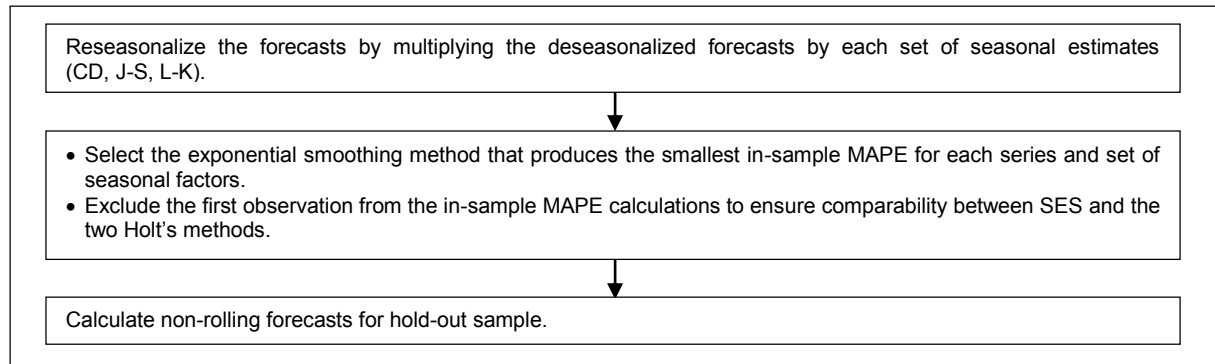 Reseasonalize the forecasts by multiplying the deseasonalized forecasts by each set of seasonal estimates
(CD, J-S, L-K).
• Select the exponential smoothing method that produces the smallest in-sample MAPE for each series and set of
seasonal factors.
• Exclude the first observation from the in-sample MAPE calculations to ensure comparability between SES and the
two Holt's methods.
Calculate non-rolling forecasts for hold-out sample.